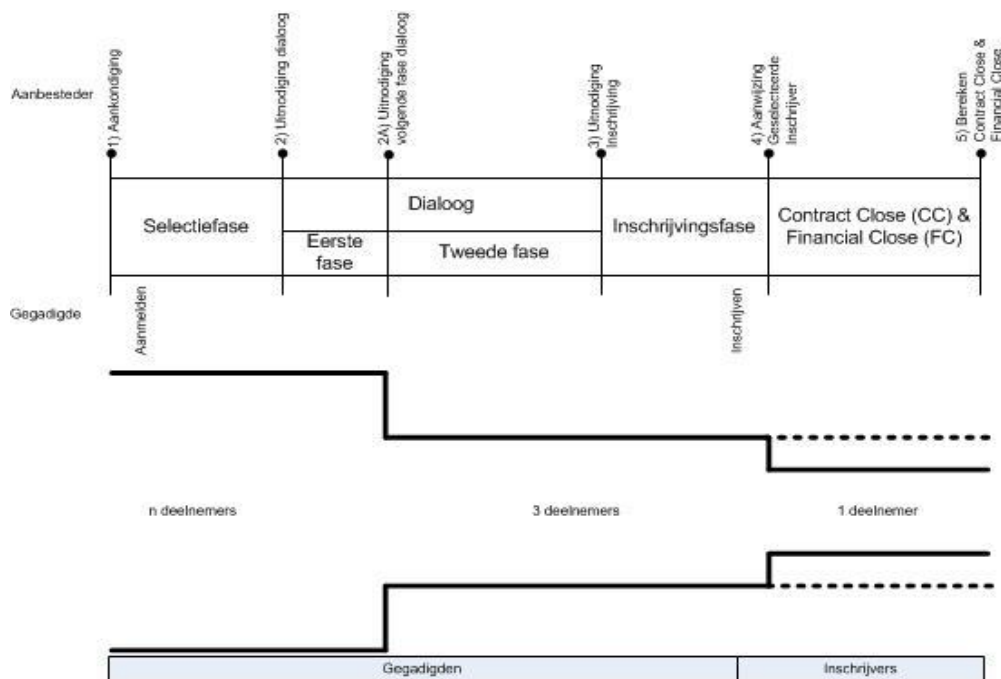 Aanbesteder
1) Aankondiging
2) Uitnodiging dialoog
2A) Uitnodiging
volgende fase dialoog
3) Uitnodiging
Inschrijving
4) Aanwijzing
Geselecteerde
Inschrijver
5) Bereiken
Contract Close &
Financial Close
Selectiefase
Dialoog
Eerste
fase
Tweede fase
Inschrijvingsfase
Contract Close (CC) &
Financial Close (FC)
Gegadigde
Aanmelden
Inschrijven
n deelnemers
3 deelnemers
1 deelnemer
Gegadigden
Inschrijvers